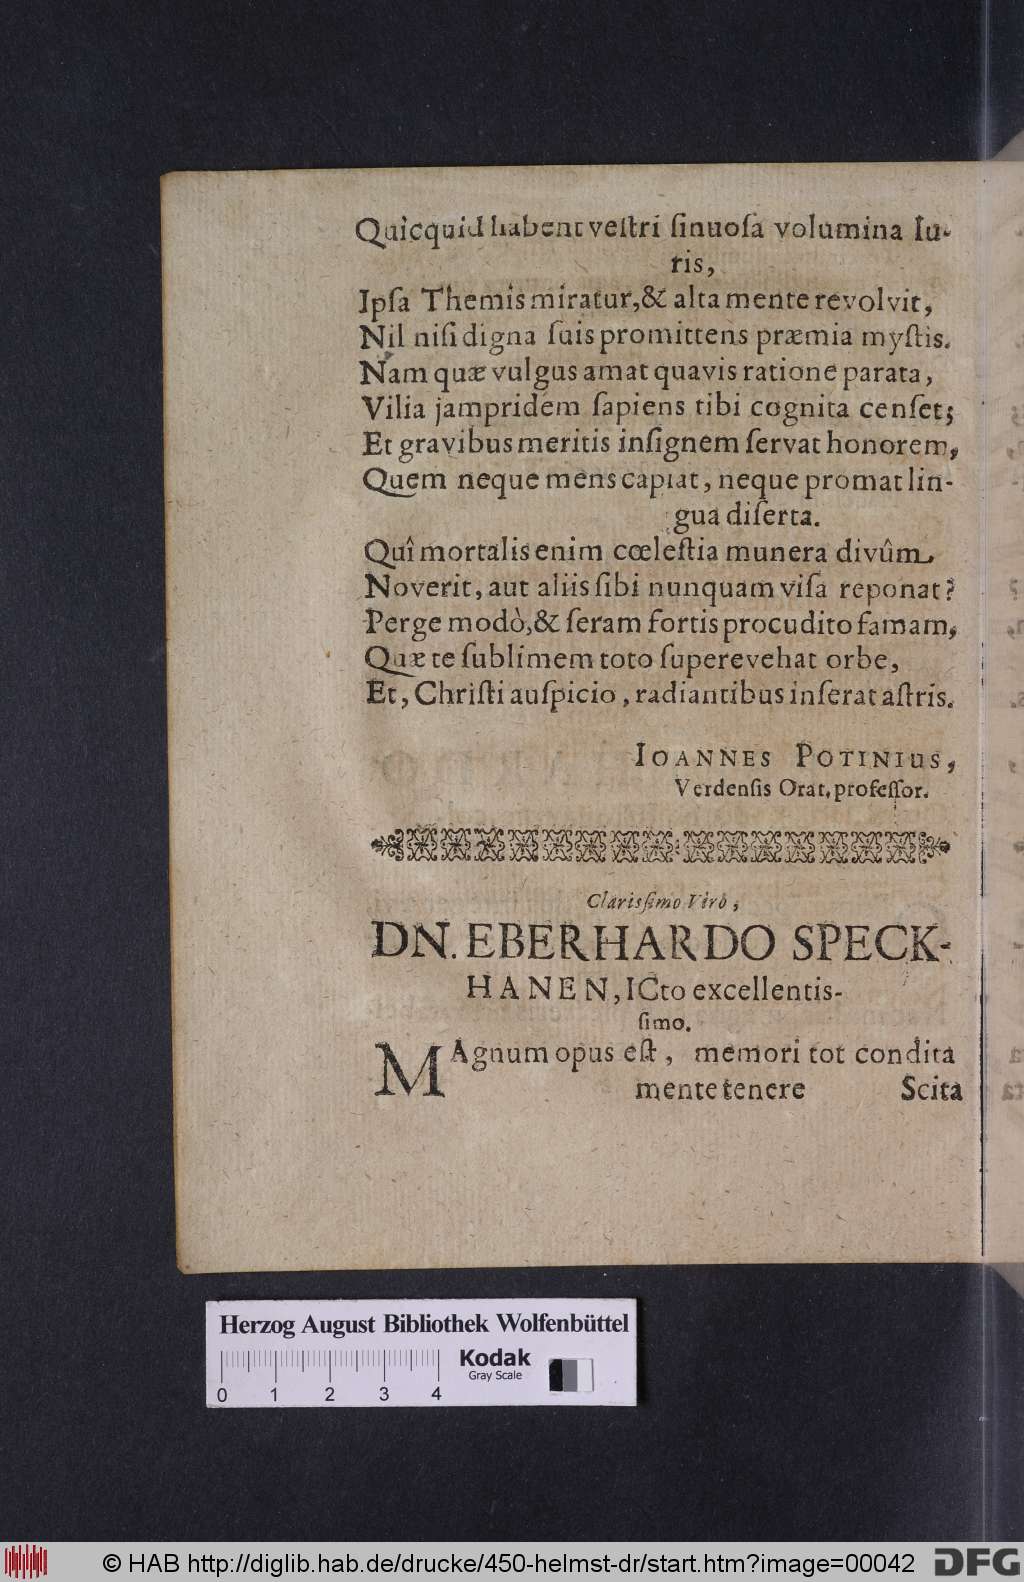 Quicquid habent veſtri ſinuoſa volumina Iu-
ris,
Ipſa Themis miratur, & alta mente revolvit,
Nil niſi digna ſuis promittens præmia myſtis.
Nam quæ vulgus amat quavis ratione parata,
Vilia jampridem ſapiens tibi cognita cenſet;
Et gravibus meritis inſignem ſervat honorem,
Quem neque mens capiat, neque promat lin-
gua diſerta.
Quî mortalis enim cœleſtia munera divûm
Noverit, aut aliis ſibi nunquam viſa reponat?
Perge modò, & ſeram fortis procudito famam,
Quæ te ſublimem toto ſuperevehat orbe,
Et, Chriſti auſpicio, radiantibus inſerat aſtris.
IOANNES POTINIUS,
Verdenſis Orat. profeſſor.
Clarisſimo Viro,
DN. EBERHARDO SPECK-
HANEN, ICto excellentis-
ſimo.
MAgnum opus eſt, memori tot condita
mente tenere
Scita
Herzog August Bibliothek Wolfenbüttel
Kodak
Gray Scale
0 1 2 3 4
© HAB http://diglib.hab.de/drucke/450-helmst-dr/start.htm?image=00042
DFG